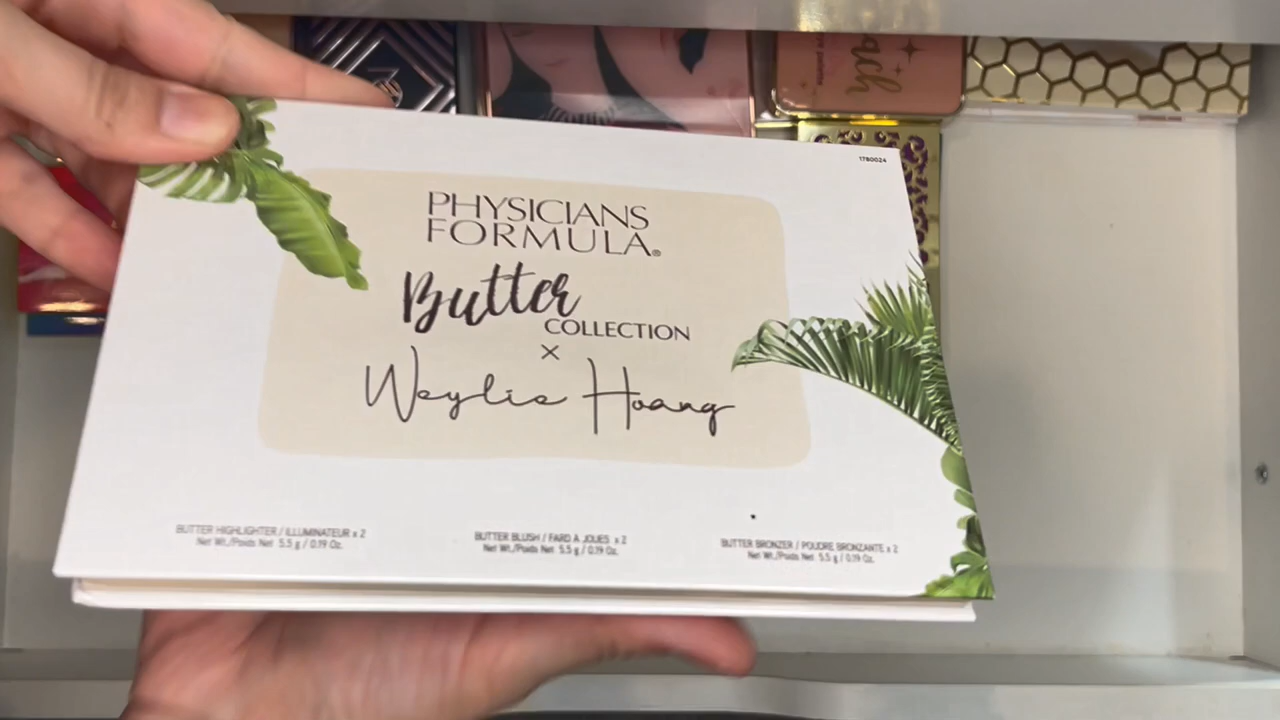 ach
1780024
PHYSICIANS
FORMULA®
Butter
COLLECTION
×
Weylie Hoang
BUTTER HIGHLIGHTER / ILLUMINATEUR x 2
Net Wt./Poids Net 5.5 g / 0.19 Oz.
BUTTER BLUSH / FARD A JOUES x 2
Net Wt./Poids Net 5.5 g / 0.19 Oz.
BUTTER BRONZER / POUDRE BRONZANTE x 2
Net Wt./Poids Net 5.5 g / 0.19 Oz.